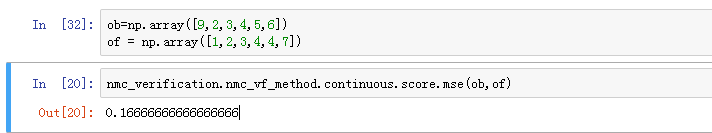 In [32]: ob=np.array([9,2,3,4,5,6])
of = np.array([1,2,3,4,4,7])
In [20]: nmc_verification.nmc_vf_method.continuous.score.mse(ob,of)
Out[20]: 0.16666666666666666